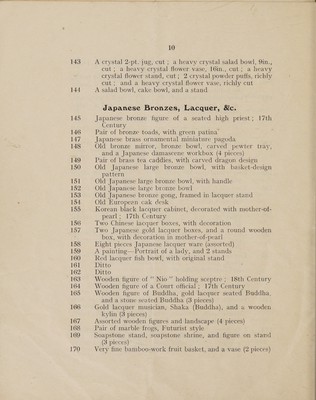 10
143 A crystal 2-pt. jug, cut ; a heavy crystal salad bowl, 9in.,
cut ; a heavy crystal flower vase, 16in., cut ; a heavy
crystal flower stand, cut ; 2 crystal powder puffs, richly
cut ; and a heavy crystal flower vase, richly cut
144 A salad bowl, cake bowl, and a stand
Japanese Bronzes, Lacquer, &c.
145 Japanese bronze figure of a seated high priest ; 17th
Century
146 Pair of bronze toads, with green patina
147 Japanese brass ornamental miniature pagoda
148 Old bronze mirror, bronze bowl, carved pewter tray,
and a Japanese damascene workbox (4 pieces)
149 Pair of brass tea caddies, with carved dragon design
150 Old Japanese large bronze bowl, with basket-design
pattern
151 Old Japanese large bronze bowl, with handle
152 Old Japanese large bronze bowl
153 Old Japanese bronze gong, framed in lacquer stand
154 Old European oak desk
155 Korean black lacquer cabinet, decorated with mother-of-
pearl ; 17th Century
156 Two Chinese lacquer boxes, with decoration
157 Two Japanese gold lacquer boxes, and a round wooden
box, with decoration in mother-of-pearl
158 Eight pieces Japanese lacquer ware (assorted)
159 A painting—Portrait of a lady, and 2 stands
160 Red lacquer fish bowl, with original stand
161 Ditto
162 Ditto
163 Wooden figure of " Nio " holding sceptre ; 18th Century
164 Wooden figure of a Court official ; 17th Century
165 Wooden figure of Buddha, gold lacquer seated Buddha,
and a stone seated Buddha (3 pieces)
166 Gold lacquer musician, Shaka (Buddha), and a wooden
kylin (3 pieces)
167 Assorted wooden figures and landscape (4 pieces)
168 Pair of marble frogs, Futurist style
169 Soapstone stand, soapstone shrine, and figure on stand
(3 pieces)
170 Very fine bamboo-work fruit basket, and a vase (2 pieces)